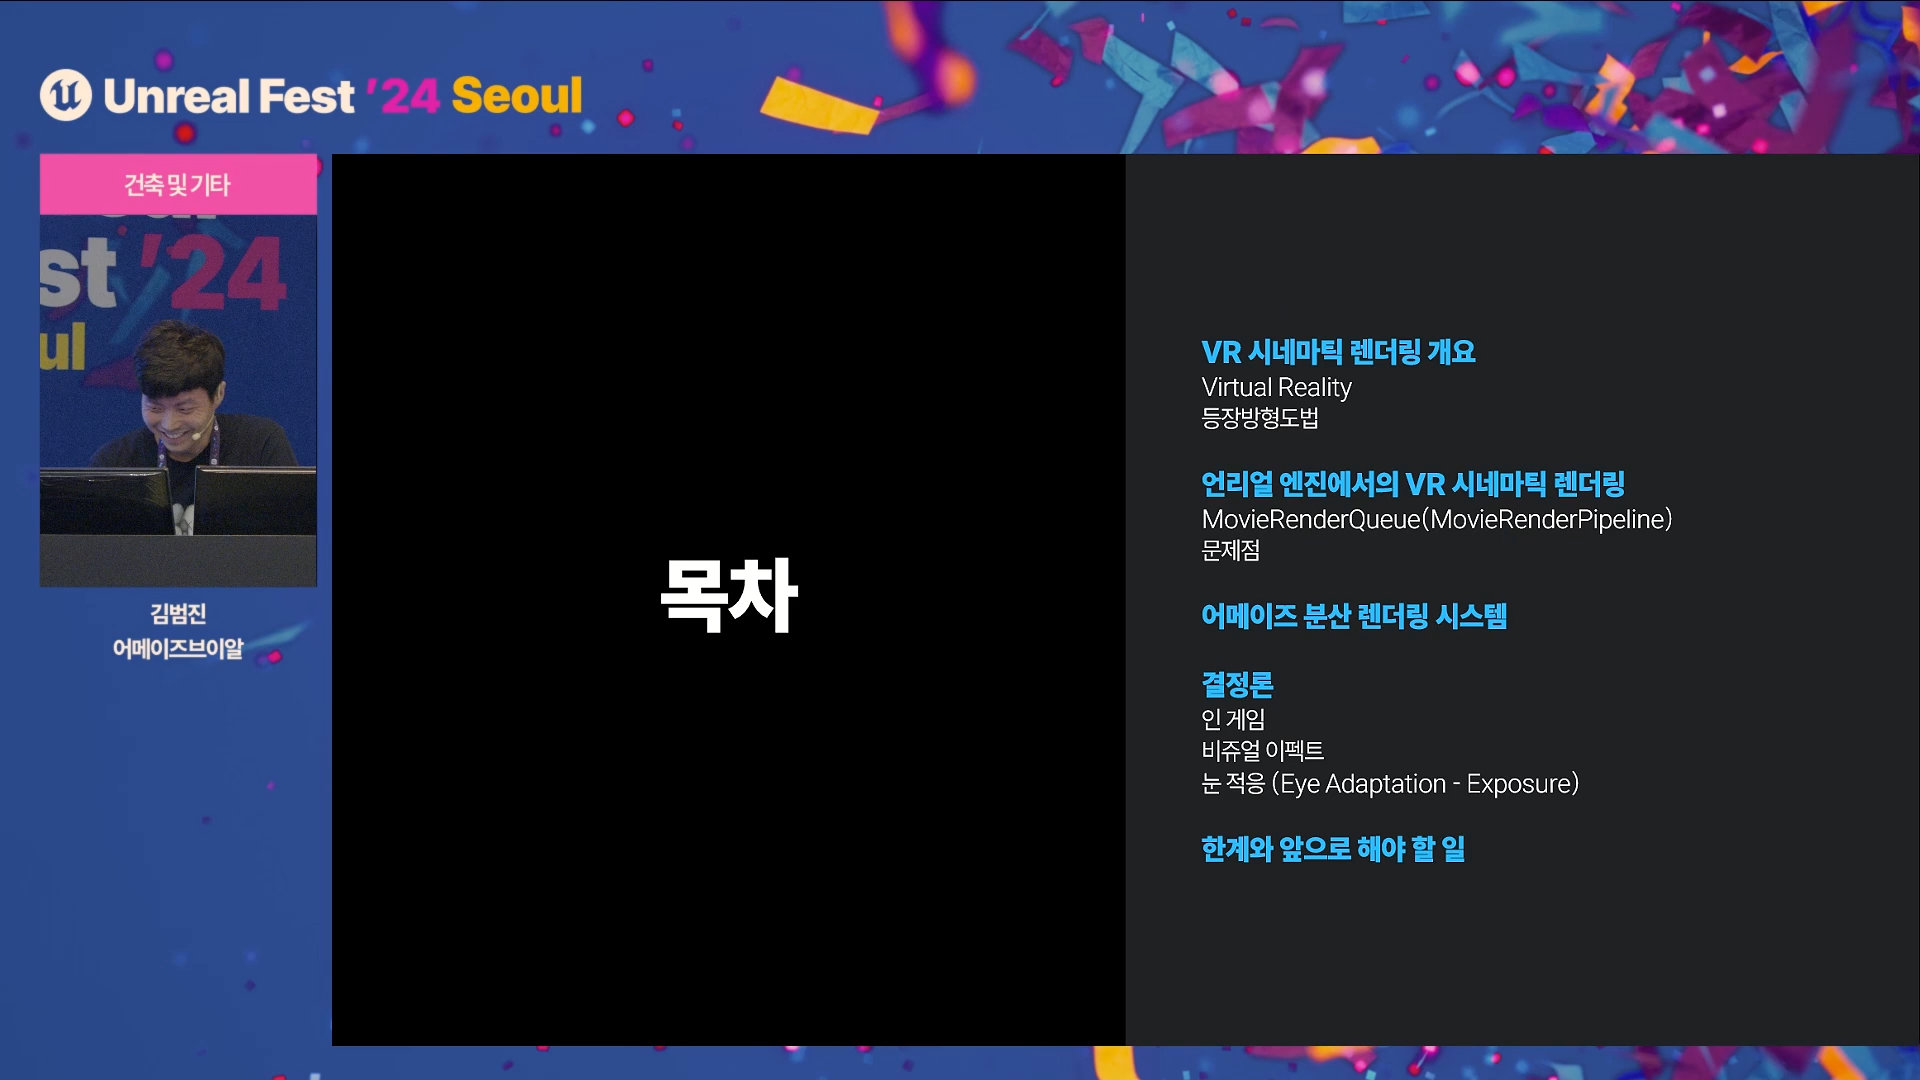 Unreal Fest '24 Seoul
건축 및 기타
st '24
ul
김범진
어메이즈브이알
목차
VR 시네마틱 렌더링 개요
Virtual Reality
등장방형도법
언리얼 엔진에서의 VR 시네마틱 렌더링
MovieRenderQueue(MovieRenderPipeline)
문제점
어메이즈 분산 렌더링 시스템
결정론
인 게임
비쥬얼 이펙트
눈 적응 (Eye Adaptation - Exposure)
한계와 앞으로 해야 할 일